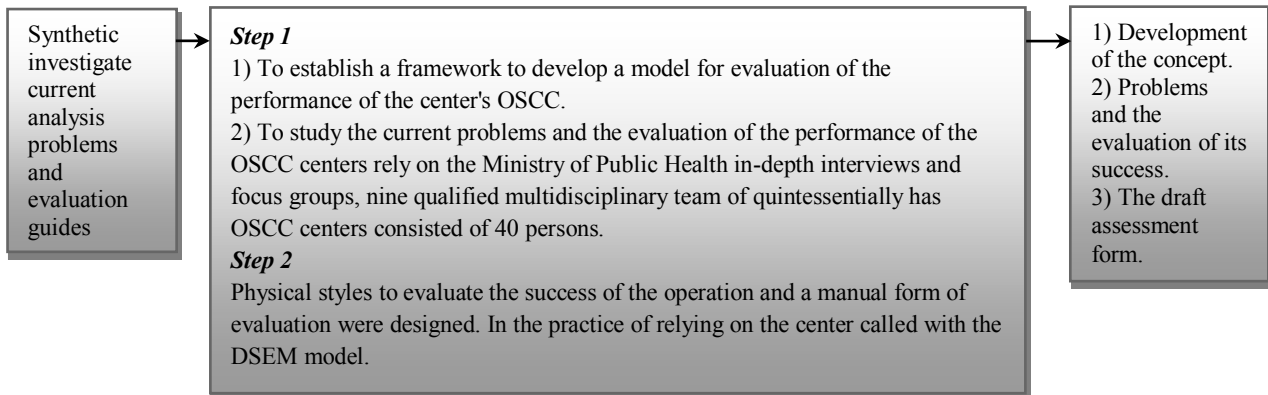 Synthetic
investigate
current
analysis
problems
and
evaluation
guides
Step 1
1) To establish a framework to develop a model for evaluation of the
performance of the center's OSCC.
2) To study the current problems and the evaluation of the performance of the
OSCC centers rely on the Ministry of Public Health in-depth interviews and
focus groups, nine qualified multidisciplinary team of quintessentially has
OSCC centers consisted of 40 persons.
Step 2
Physical styles to evaluate the success of the operation and a manual form of
evaluation were designed. In the practice of relying on the center called with the
DSEM model.
1) Development
of the concept.
2) Problems
and the
evaluation of its
success.
3) The draft
assessment
form.